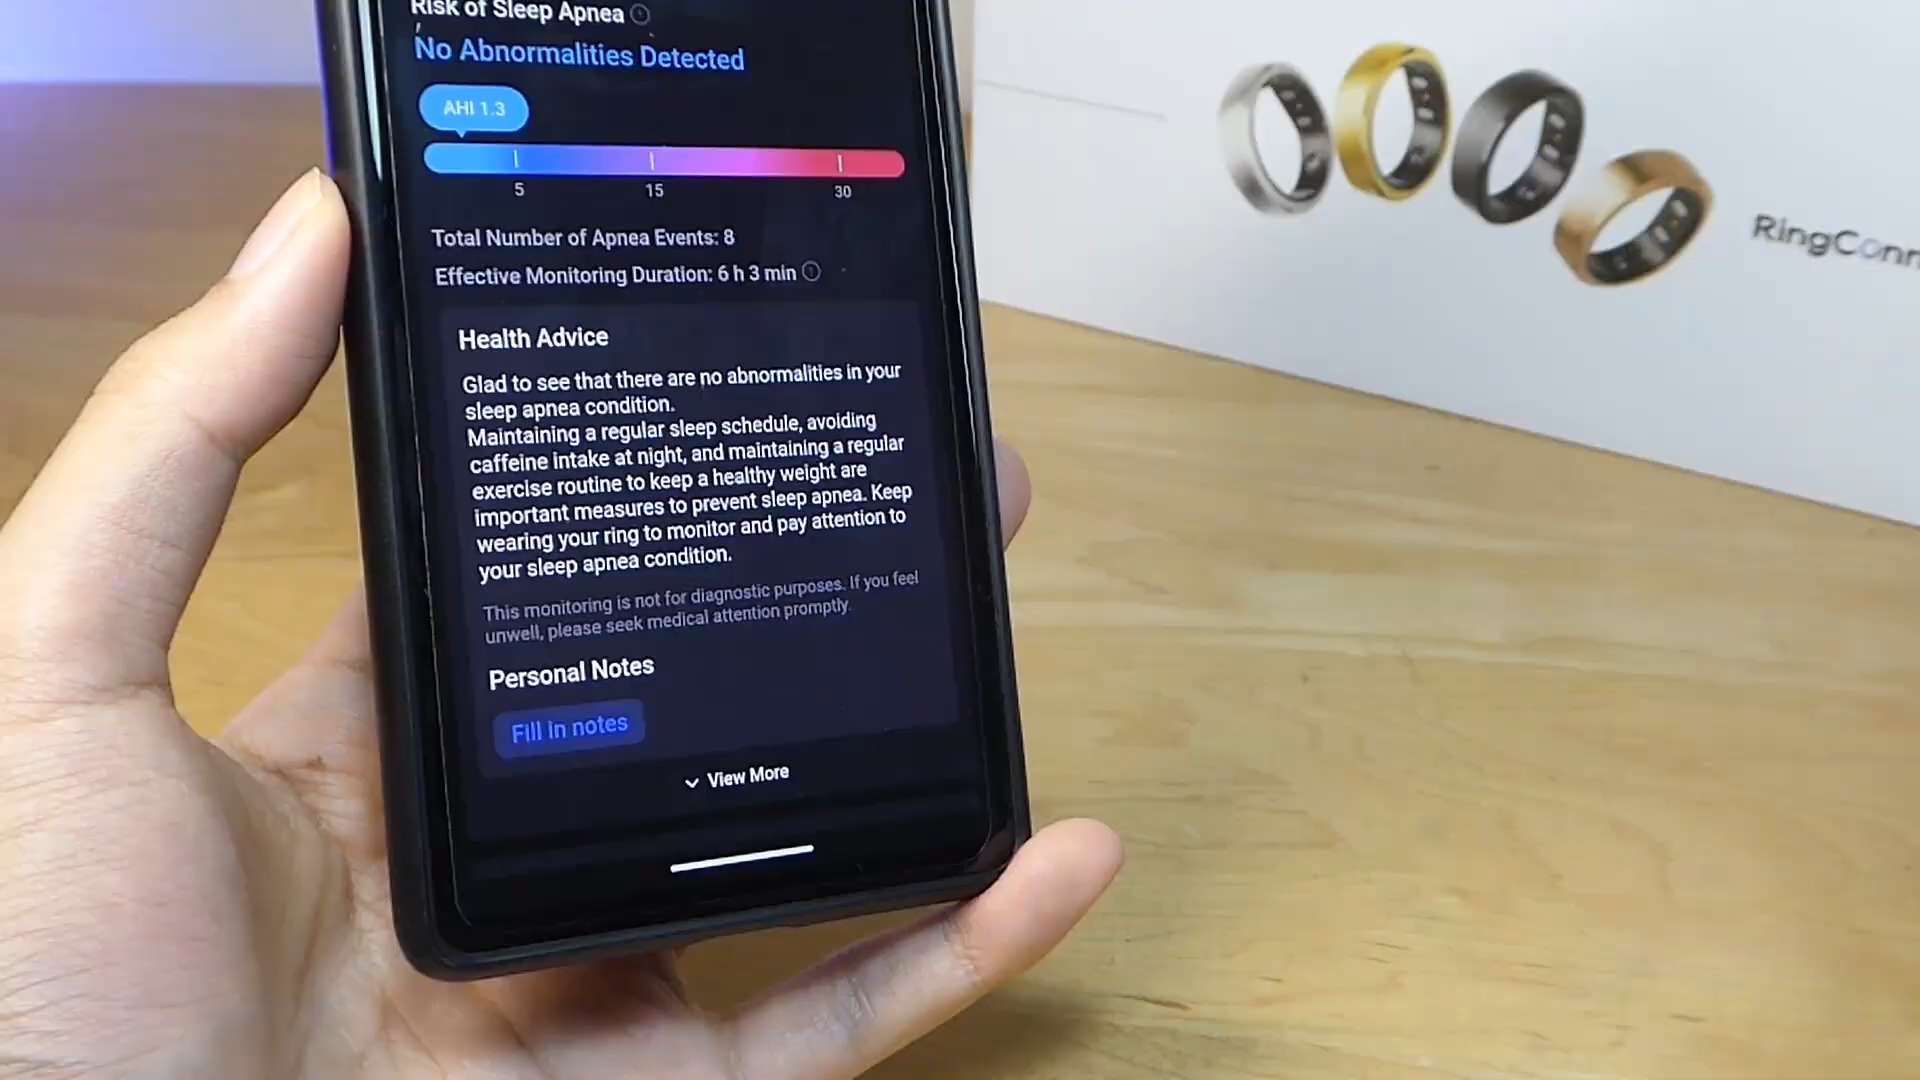 Risk of Sleep Apnea
No Abnormalities Detected
AHI 1.3
5 15 30
Total Number of Apnea Events: 8
Effective Monitoring Duration: 6 h 3 min
Health Advice
Glad to see that there are no abnormalities in your
sleep apnea condition.
Maintaining a regular sleep schedule, avoiding
caffeine intake at night, and maintaining a regular
exercise routine to keep a healthy weight are
important measures to prevent sleep apnea. Keep
wearing your ring to monitor and pay attention to
your sleep apnea condition.
This monitoring is not for diagnostic purposes. If you feel
unwell, please seek medical attention promptly.
Personal Notes
Fill in notes
View More
RingConn